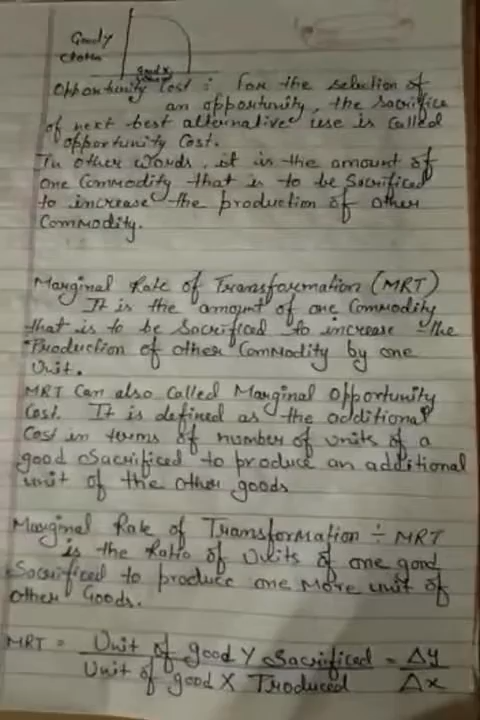 Good Y
Clothes
Good X
Opportunity Cost : For the selection of
an opportunity, the sacrifice
of next best alternative use is called
opportunity Cost.
In other words, it is the amount of
one Commodity that is to be Sacrificed
to increase the production of other
Commodity.
Marginal Rate of Transformation (MRT)
It is the amount of one Commodity
that is to be Sacrificed to increase the
Production of other Commodity by one
Unit.
MRT Can also Called Marginal Opportunity
Cost. It is defined as the additional
Cost in terms of number of units of a
good Sacrificed to produce an additional
unit of the other goods
Marginal Rate of Transformation ÷ MRT
is the Ratio of Units of one good
Sacrificed to produce one More unit of
Other Goods.
MRT = Unit of good Y Sacrificed = Δy
Unit of good X Produced Δx